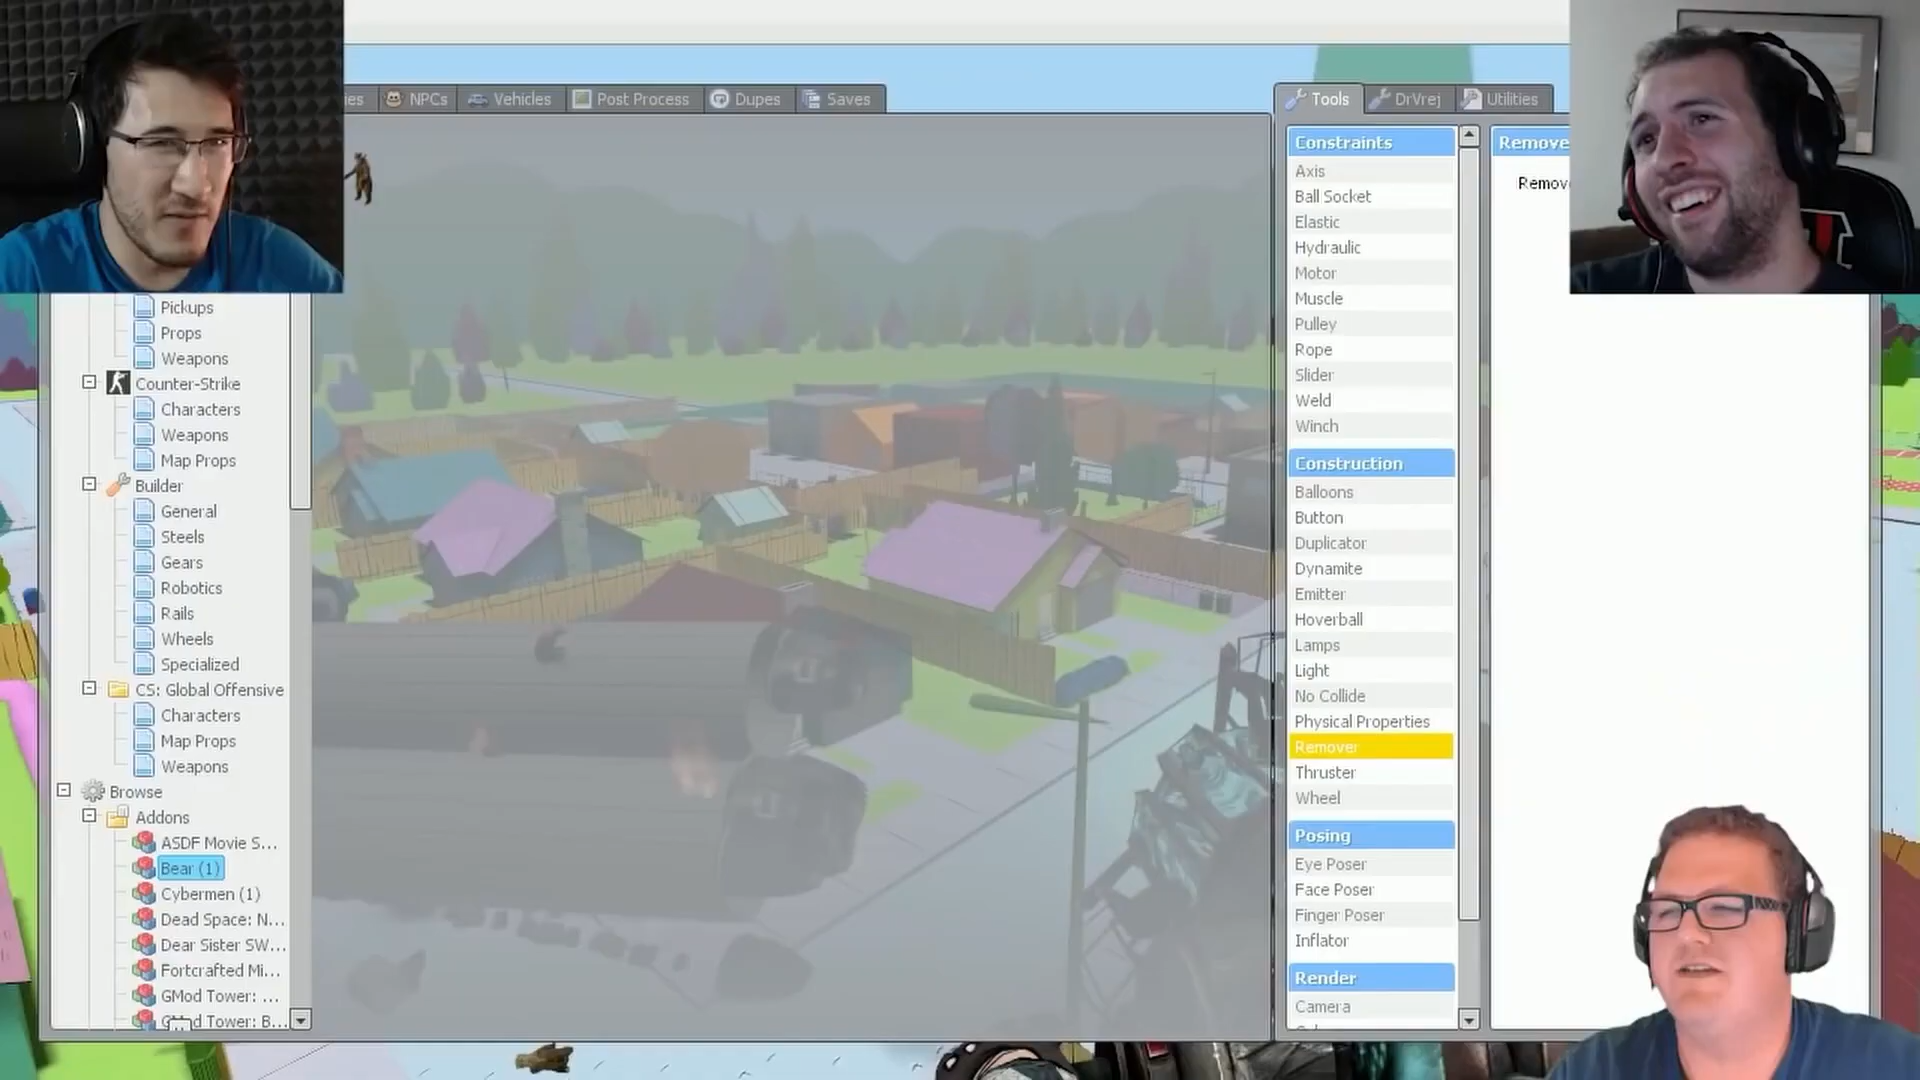 ies
NPCs
Vehicles
Post Process
Dupes
Saves
Tools
DrVrej
Utilities
Pickups
Props
Weapons
Counter-Strike
Characters
Weapons
Map Props
Builder
General
Steels
Gears
Robotics
Rails
Wheels
Specialized
CS: Global Offensive
Characters
Map Props
Weapons
Browse
Addons
ASDF Movie S...
Bear (1)
Cybermen (1)
Dead Space: N...
Dear Sister SW...
Fortcrafted Mi...
GMod Tower: ...
GMod Tower: B...
Constraints
Axis
Ball Socket
Elastic
Hydraulic
Motor
Muscle
Pulley
Rope
Slider
Weld
Winch
Construction
Balloons
Button
Duplicator
Dynamite
Emitter
Hoverball
Lamps
Light
No Collide
Physical Properties
Remover
Thruster
Wheel
Posing
Eye Poser
Face Poser
Finger Poser
Inflator
Render
Camera
Remove
Remov